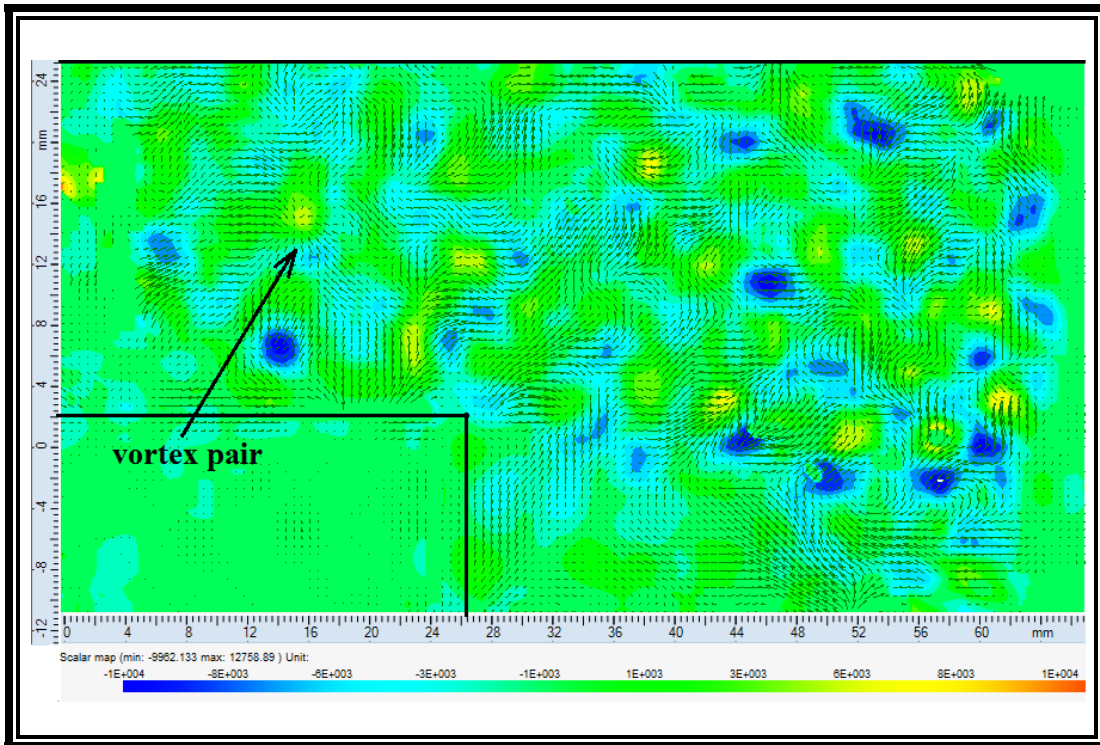 24
mm
16
12
8
4
0
-4
-8
-12
vortex pair
0 4 8 12 16 20 24 28 32 36 40 44 48 52 56 60 mm
Scalar map (min: -9962.133 max: 12758.89 ) Unit:
-1E+004 -8E+003 -6E+003 -3E+003 -1E+003 1E+003 3E+003 6E+003 8E+003 1E+004